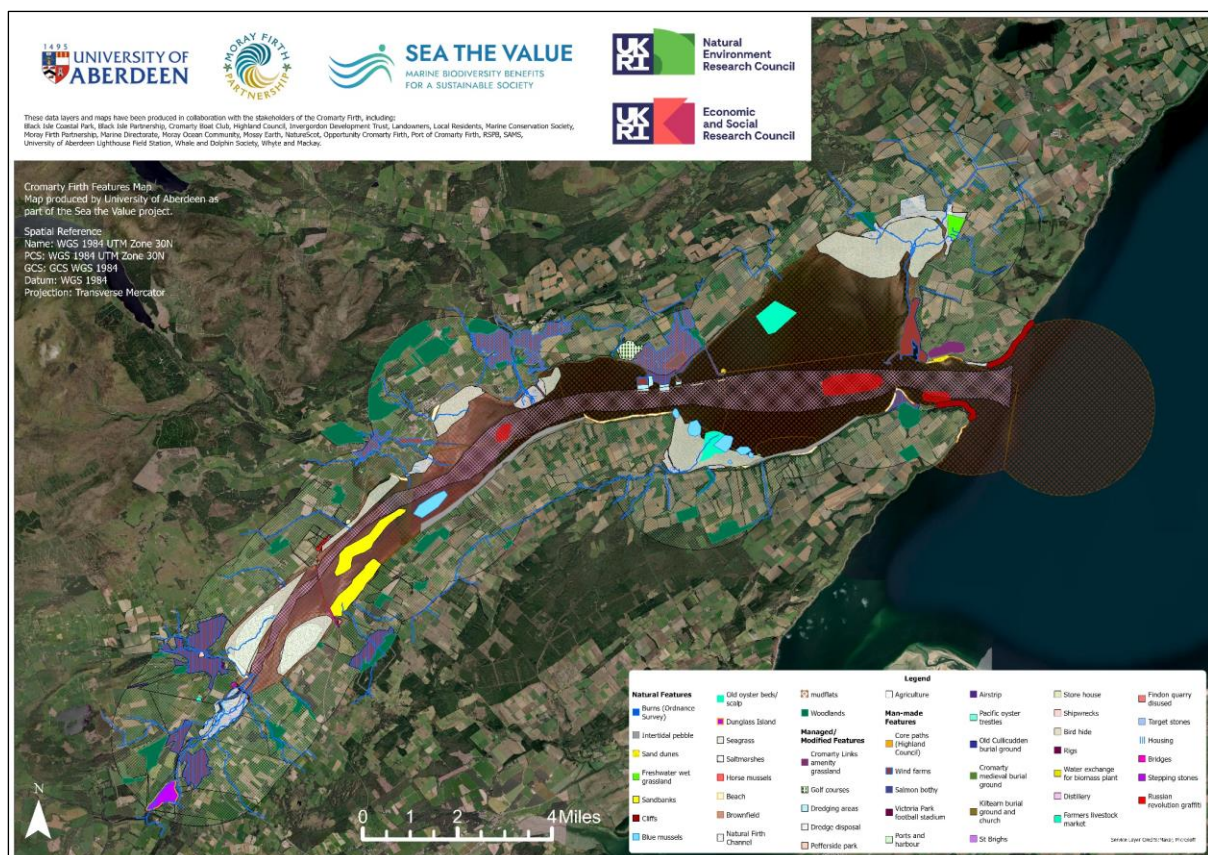 1495
UNIVERSITY OF
ABERDEEN
MORAY FIRTH
PARTNERSHIP
SEA THE VALUE
MARINE BIODIVERSITY BENEFITS
FOR A SUSTAINABLE SOCIETY
UK
RI
Natural
Environment
Research Council
UK
RI
Economic
and Social
Research Council
These data layers and maps have been produced in collaboration with the stakeholders of the Cromarty Firth, including:
Black Isle Coastal Park, Black Isle Partnership, Cromarty Boat Club, Highland Council, Invergordon Development Trust, Landowners, Local Residents, Marine Conservation Society,
Moray Firth Partnership, Marine Directorate, Moray Ocean Community, Mossy Earth, NatureScot, Opportunity Cromarty Firth, Port of Cromarty Firth, RSPB, SAMS,
University of Aberdeen Lighthouse Field Station, Whale and Dolphin Society, Whyte and Mackay.
Cromarty Firth Features Map
Map produced by University of Aberdeen as
part of the Sea the Value project.
Spatial Reference
Name: WGS 1984 UTM Zone 30N
PCS: WGS 1984 UTM Zone 30N
GCS: GCS WGS 1984
Datum: WGS 1984
Projection: Transverse Mercator
N
0 1 2 4 Miles
Legend
Natural Features
Burns (Ordnance
Survey)
Intertidal pebble
Sand dunes
Freshwater wet
grassland
Sandbanks
Cliffs
Blue mussels
Old oyster beds/
scalp
Dunglass Island
Seagrass
Saltmarshes
Horse mussels
Beach
Brownfield
Natural Firth
Channel
mudflats
Woodlands
Managed/
Modified Features
Cromarty Links
amenity
grassland
Golf courses
Dredging areas
Dredge disposal
Pefferside park
Agriculture
Man-made
Features
Core paths
(Highland
Council)
Wind farms
Salmon bothy
Victoria Park
football stadium
Ports and
harbour
Airstrip
Pacific oyster
trestles
Old Cullicudden
burial ground
Cromarty
medieval burial
ground
Kiltearn burial
ground and
church
St Brighs
Store house
Shipwrecks
Bird hide
Rigs
Water exchange
for biomass plant
Distillery
Farmers livestock
market
Findon quarry
disused
Target stones
Housing
Bridges
Stepping stones
Russian
revolution graffiti